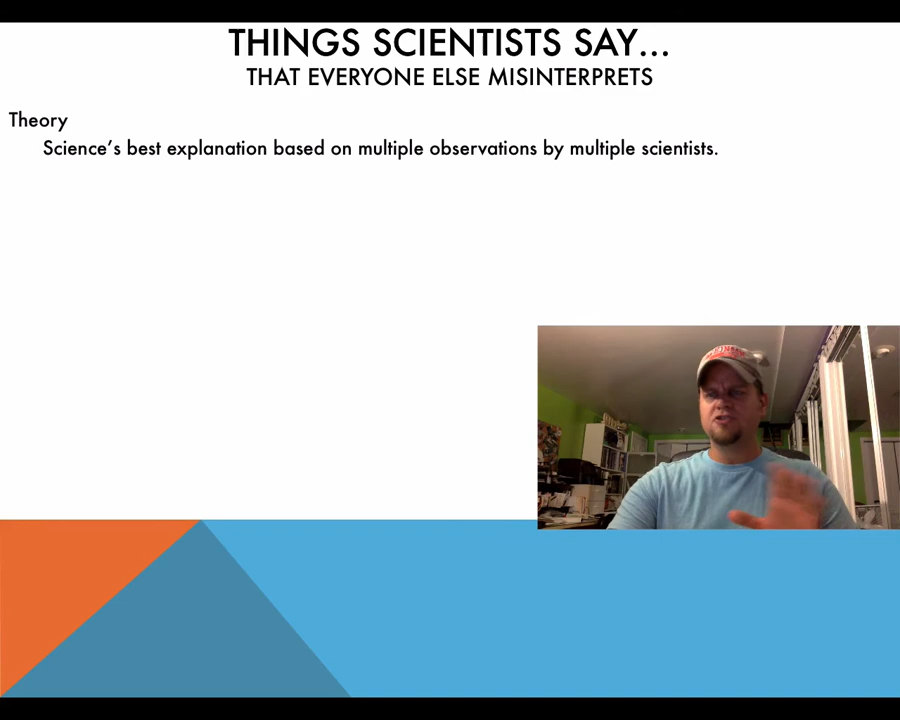 THINGS SCIENTISTS SAY...
THAT EVERYONE ELSE MISINTERPRETS
Theory
Science's best explanation based on multiple observations by multiple scientists.